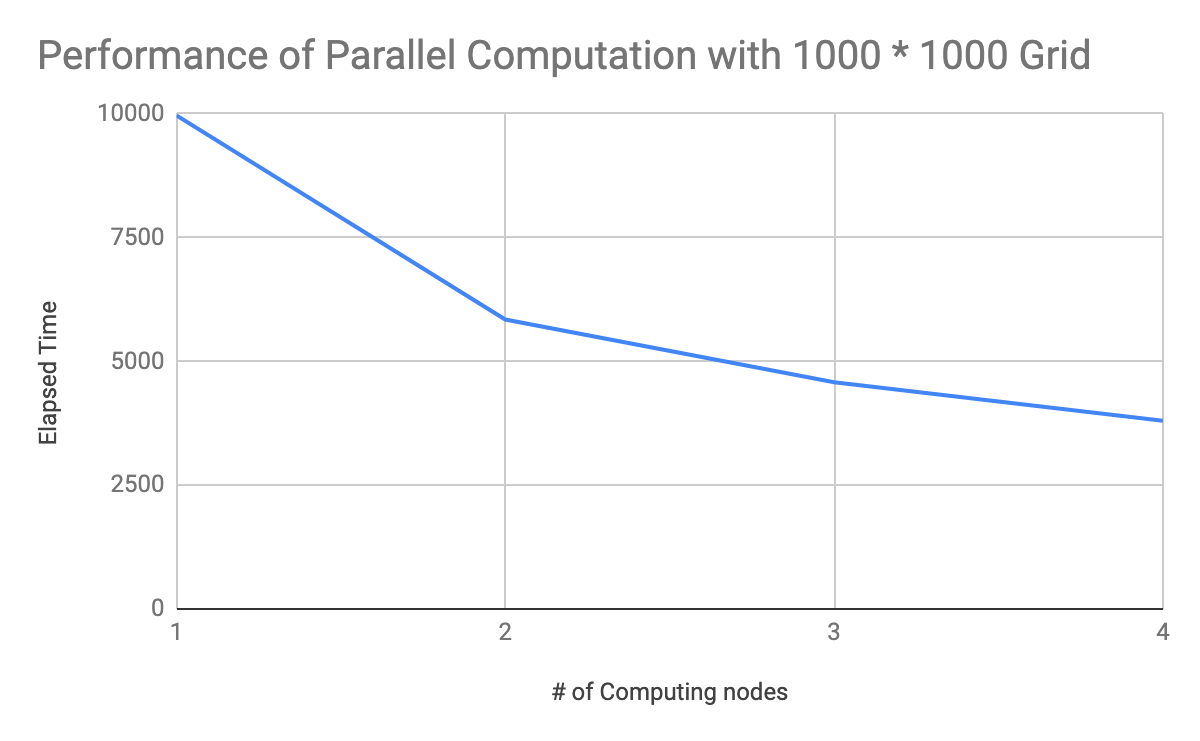 Performance of Parallel Computation with 1000 * 1000 Grid
10000
7500
5000
2500
0
Elapsed Time
1 2 3 4
# of Computing nodes